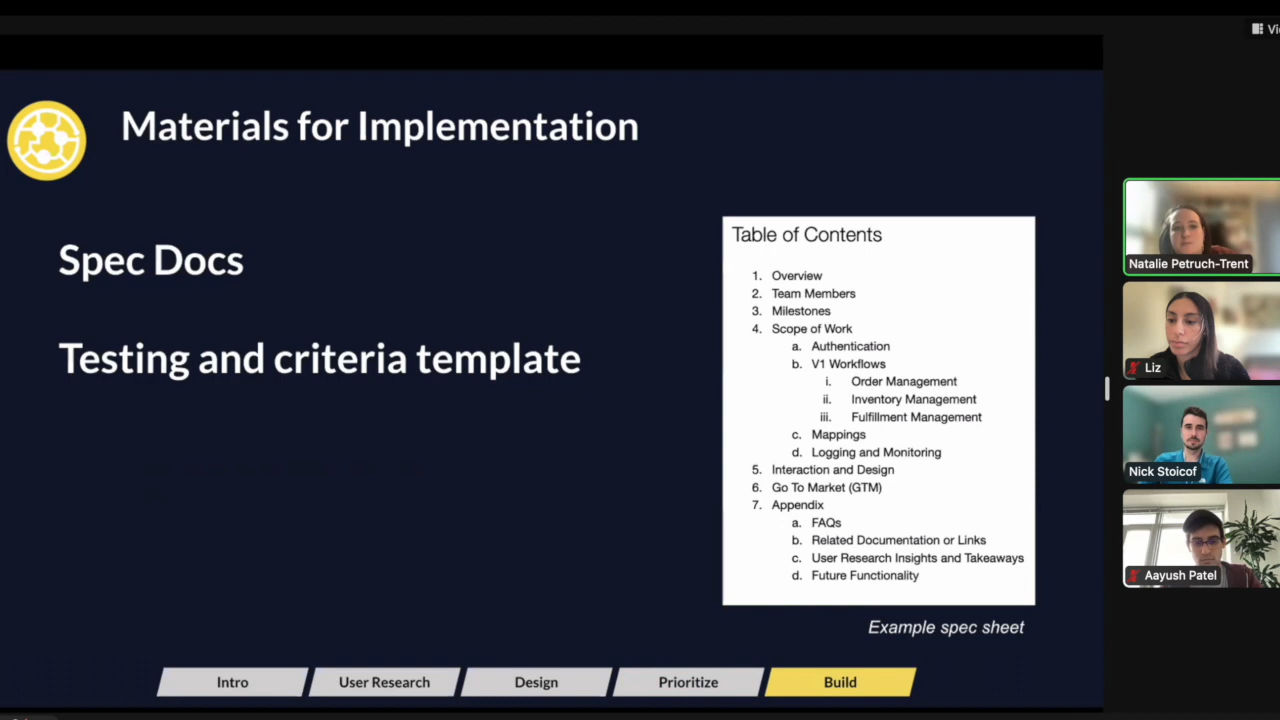 Materials for Implementation
Spec Docs
Testing and criteria template
Table of Contents
1. Overview
2. Team Members
3. Milestones
4. Scope of Work
a. Authentication
b. V1 Workflows
i. Order Management
ii. Inventory Management
iii. Fulfillment Management
c. Mappings
d. Logging and Monitoring
5. Interaction and Design
6. Go To Market (GTM)
7. Appendix
a. FAQs
b. Related Documentation or Links
c. User Research Insights and Takeaways
d. Future Functionality
Example spec sheet
Intro
User Research
Design
Prioritize
Build
Natalie Petruch-Trent
Liz
Nick Stoicof
Aayush Patel